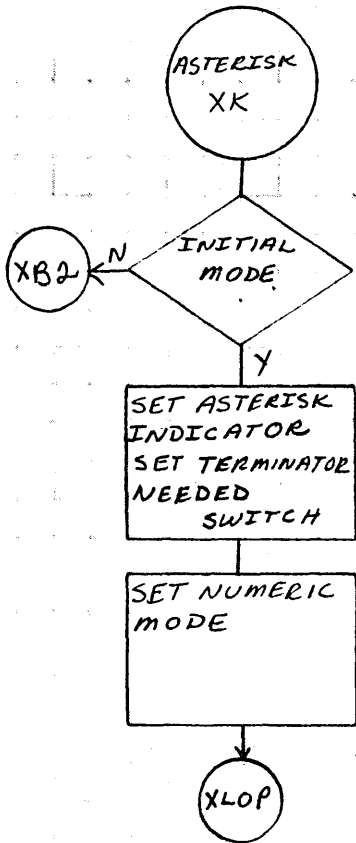 ASTERISK
XK
INITIAL
MODE
N
XB2
Y
SET ASTERISK
INDICATOR
SET TERMINATOR
NEEDED
SWITCH
SET NUMERIC
MODE
XLOP